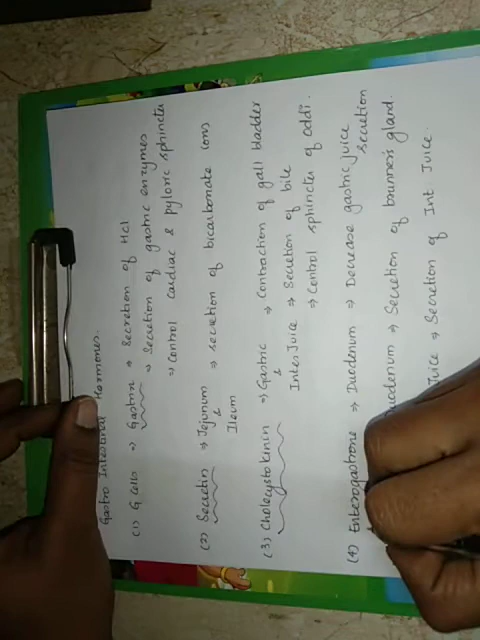 Gastro Intestinal Hormones.
(1) G cells ⇒ Gastrin ⇒ Secretion of Hcl
⇒ Secretion of gastric enzymes
⇒ Control cardiac & pyloric sphincter
(2) Secretin ⇒ Jejunum & Ileum ⇒ secretion of bicarbonate ions
(3) Cholecystokinin ⇒ Gastric & Inter Juice ⇒ Contraction of gall bladder
⇒ Secretion of bile
⇒ Control sphincter of oddi.
(4) Enterogastrone ⇒ Duodenum ⇒ Decrease gastric juice secretion
uodenum ⇒ Secretion of brunners gland.
Juice ⇒ Secretion of Int Juice.